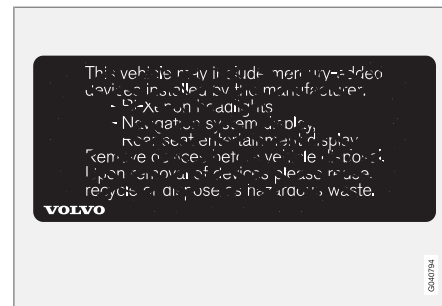 This vehicle may include mercury-added
devices installed by the manufacturer:
- Bi-Xenon headlights
- Navigation system display
- Rear seat entertainment display
Remove devices before vehicle disposal.
Upon removal of devices please reuse,
recycle or dispose as hazardous waste.
VOLVO
G040794